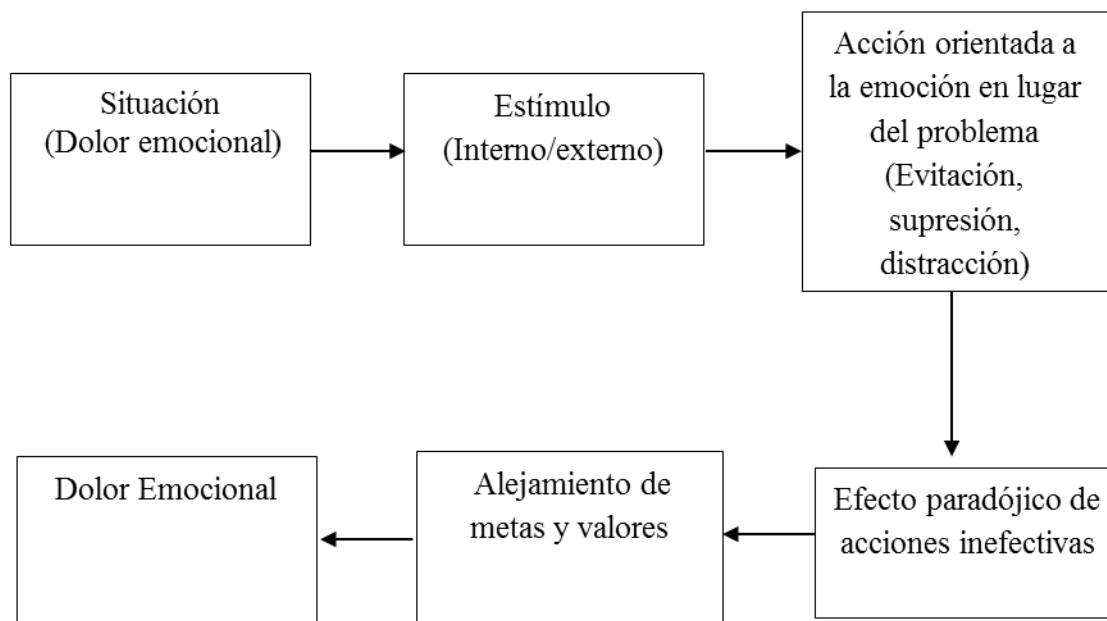 Situación
(Dolor emocional)
Estímulo
(Interno/externo)
Acción orientada a
la emoción en lugar
del problema
(Evitación,
supresión,
distracción)
Efecto paradójico de
acciones inefectivas
Alejamiento de
metas y valores
Dolor Emocional